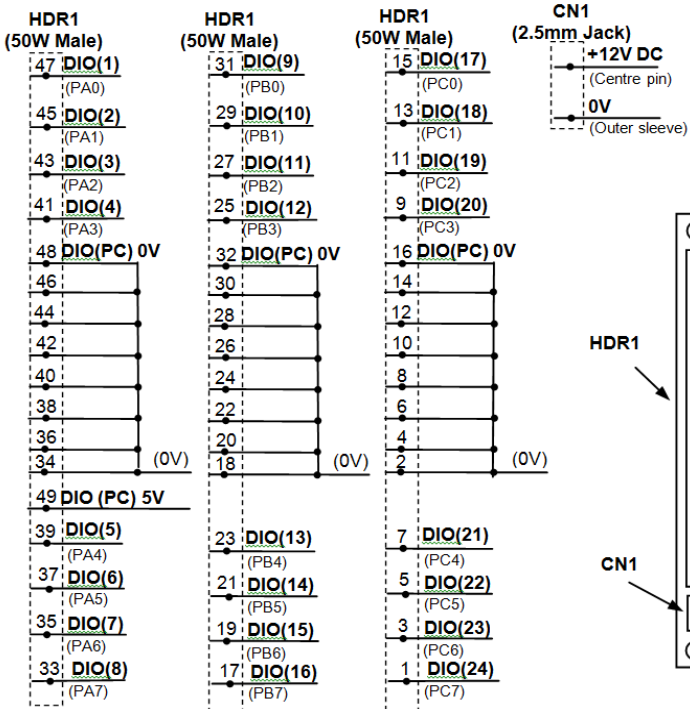 HDR1
(50W Male)
47 DIO(1)
(PA0)
45 DIO(2)
(PA1)
43 DIO(3)
(PA2)
41 DIO(4)
(PA3)
48 DIO(PC) 0V
46
44
42
40
38
36
34 (0V)
49 DIO (PC) 5V
39 DIO(5)
(PA4)
37 DIO(6)
(PA5)
35 DIO(7)
(PA6)
33 DIO(8)
(PA7)
HDR1
(50W Male)
31 DIO(9)
(PB0)
29 DIO(10)
(PB1)
27 DIO(11)
(PB2)
25 DIO(12)
(PB3)
32 DIO(PC) 0V
30
28
26
24
22
20
18 (0V)
23 DIO(13)
(PB4)
21 DIO(14)
(PB5)
19 DIO(15)
(PB6)
17 DIO(16)
(PB7)
HDR1
(50W Male)
15 DIO(17)
(PC0)
13 DIO(18)
(PC1)
11 DIO(19)
(PC2)
9 DIO(20)
(PC3)
16 DIO(PC) 0V
14
12
10
8
6
4
2 (0V)
7 DIO(21)
(PC4)
5 DIO(22)
(PC5)
3 DIO(23)
(PC6)
1 DIO(24)
(PC7)
CN1
(2.5mm Jack)
+12V DC
(Centre pin)
0V
(Outer sleeve)
HDR1
CN1